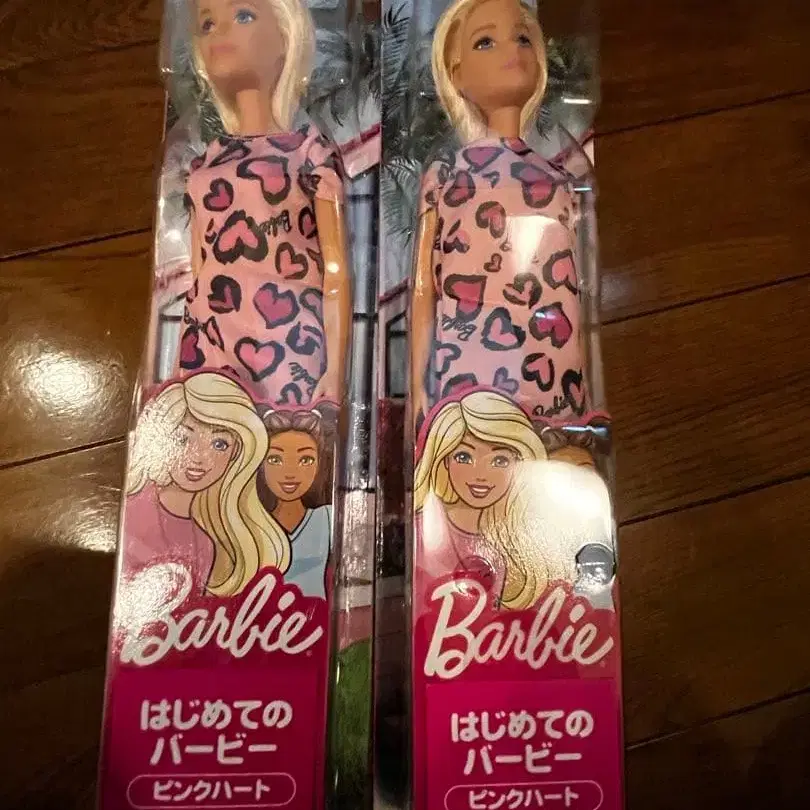 Barbie
はじめての
バービー
ピンクハート
Barbie
はじめての
バービー
ピンクハート